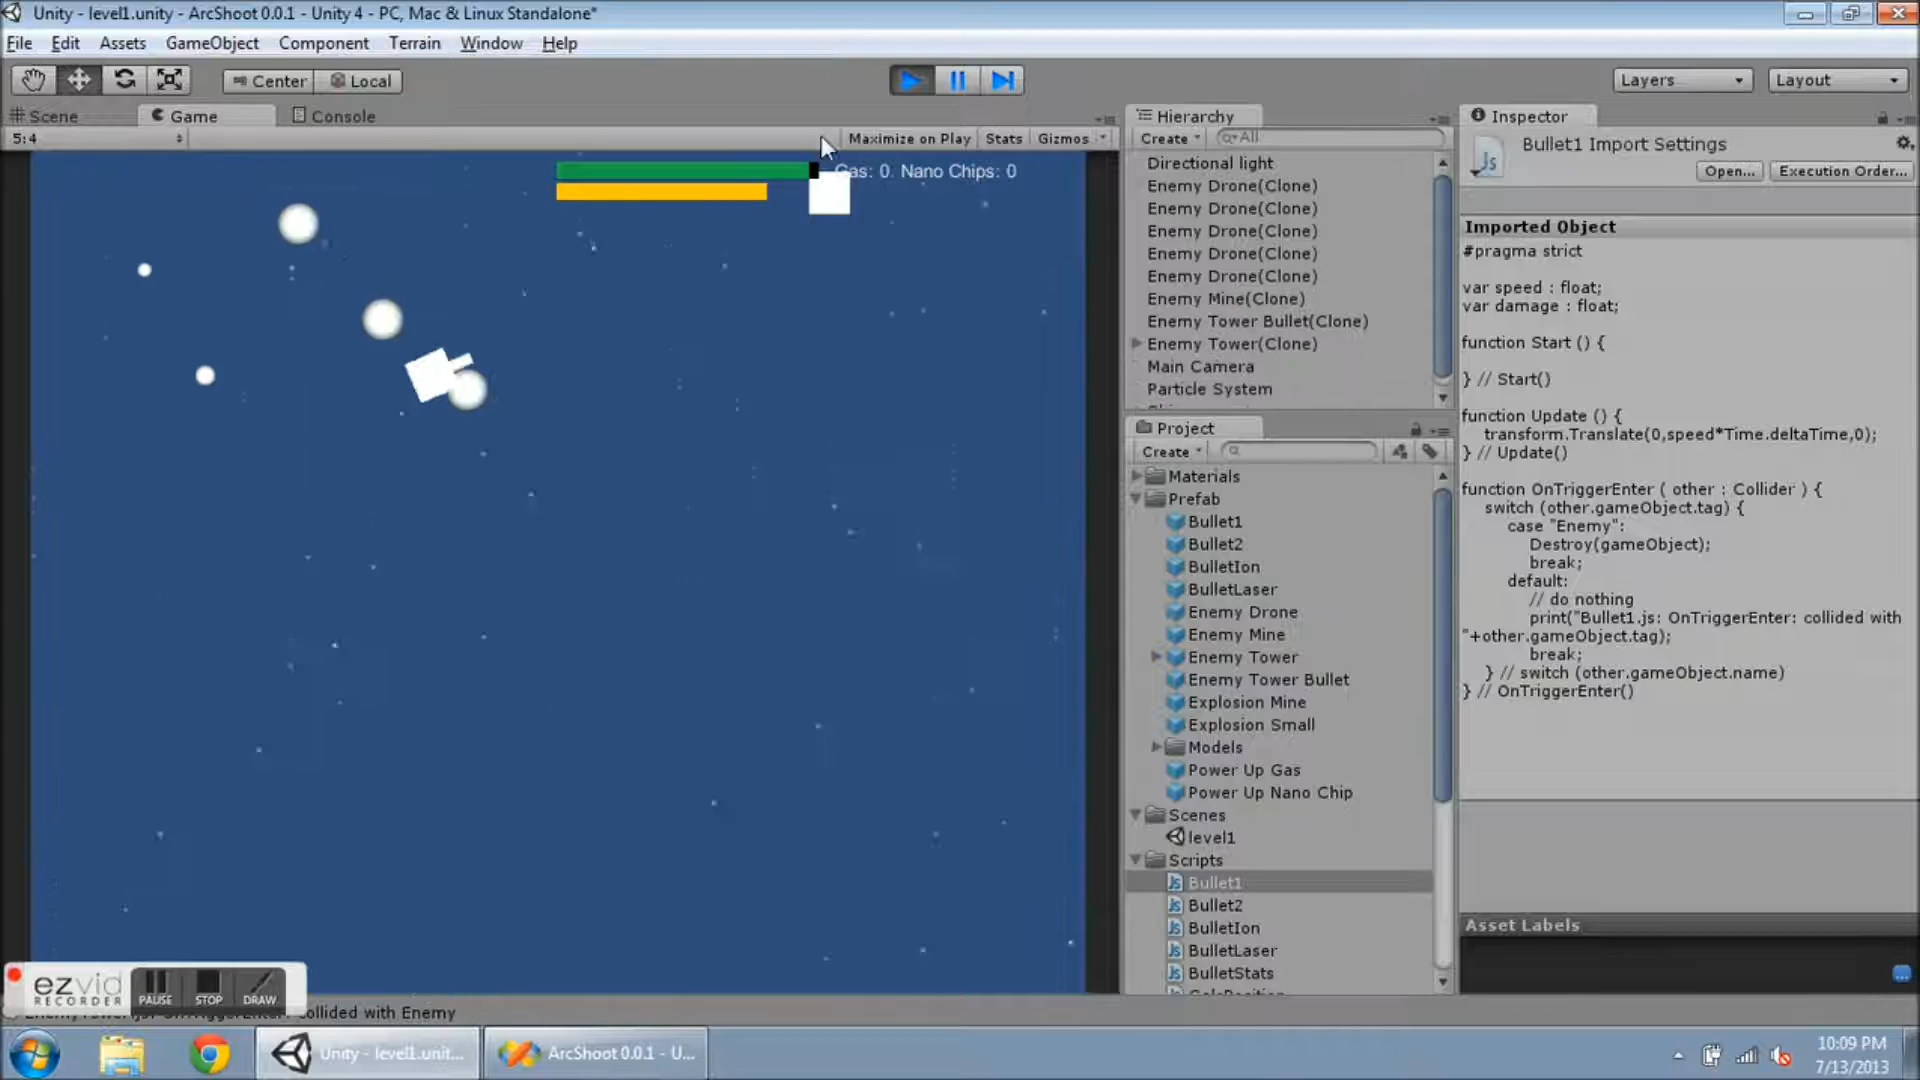 Unity - level1.unity - ArcShoot 0.0.1 - Unity 4 - PC, Mac & Linux Standalone*
File Edit Assets GameObject Component Terrain Window Help
Center Local Layers Layout
Scene Game Console
5:4 Maximize on Play Stats Gizmos
Gas: 0. Nano Chips: 0
Hierarchy
Create All
Directional light
Enemy Drone(Clone)
Enemy Drone(Clone)
Enemy Drone(Clone)
Enemy Drone(Clone)
Enemy Drone(Clone)
Enemy Mine(Clone)
Enemy Tower Bullet(Clone)
Enemy Tower(Clone)
Main Camera
Particle System
Project
Create
Materials
Prefab
Bullet1
Bullet2
BulletIon
BulletLaser
Enemy Drone
Enemy Mine
Enemy Tower
Enemy Tower Bullet
Explosion Mine
Explosion Small
Models
Power Up Gas
Power Up Nano Chip
Scenes
level1
Scripts
Bullet1
Bullet2
BulletIon
BulletLaser
BulletStats
Inspector
Js
Bullet1 Import Settings
Open... Execution Order...
Imported Object
#pragma strict
var speed : float;
var damage : float;
function Start () {
} // Start()
function Update () {
transform.Translate(0,speed*Time.deltaTime,0);
} // Update()
function OnTriggerEnter ( other : Collider ) {
switch (other.gameObject.tag) {
case "Enemy":
Destroy(gameObject);
break;
default:
// do nothing
print("Bullet1.js: OnTriggerEnter: collided with
"+other.gameObject.tag);
break;
} // switch (other.gameObject.name)
} // OnTriggerEnter()
Asset Labels
ezvid
RECORDER
PAUSE STOP DRAW
collided with Enemy
Unity - level1.unit...
ArcShoot 0.0.1 - U...
10:09 PM
7/13/2013